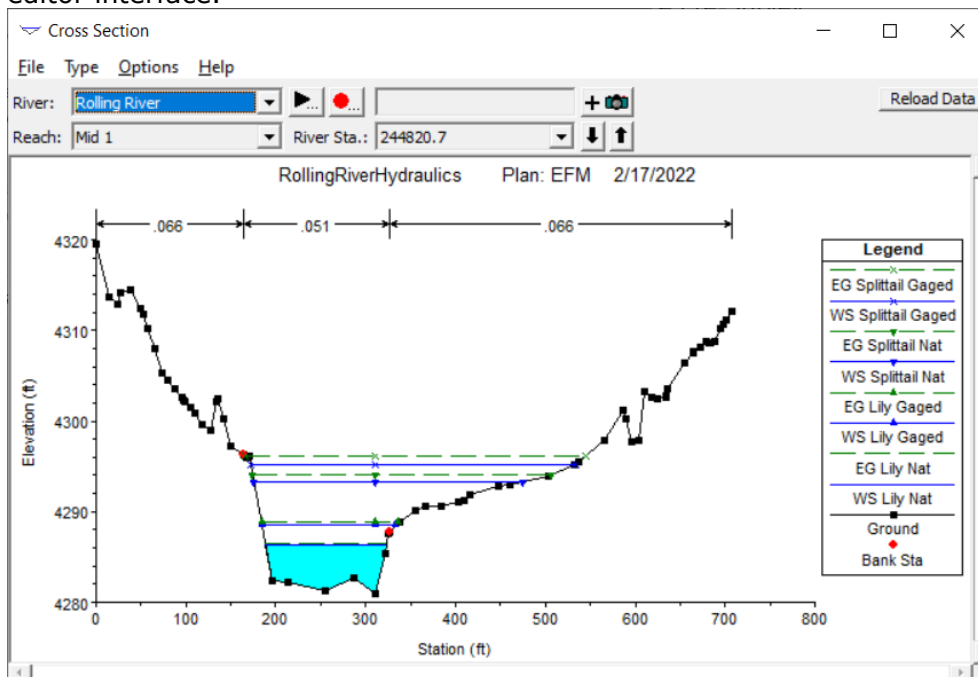 editor interface.
Cross Section
File Type Options Help
River: Rolling River Reload Data
Reach: Mid 1 River Sta.: 244820.7
RollingRiverHydraulics Plan: EFM 2/17/2022
.066 .051 .066
4320
4310
4300
4290
4280
Elevation (ft)
0 100 200 300 400 500 600 700 800
Station (ft)
Legend
EG Splittail Gaged
WS Splittail Gaged
EG Splittail Nat
WS Splittail Nat
EG Lily Gaged
WS Lily Gaged
EG Lily Nat
WS Lily Nat
Ground
Bank Sta